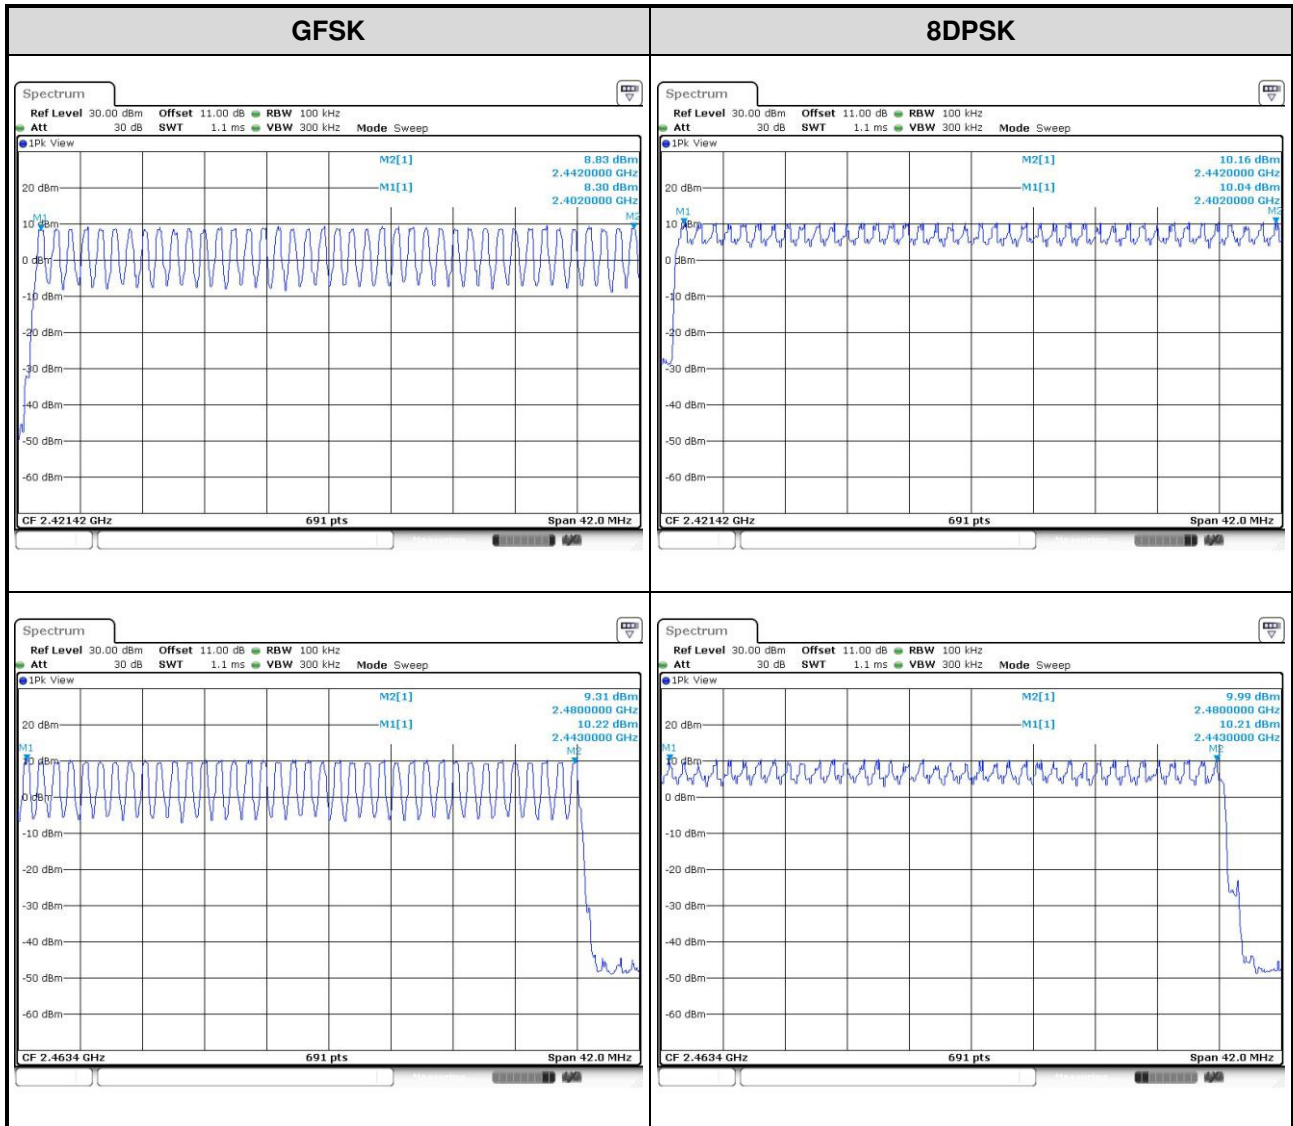 GFSK 8DPSK
Spectrum
Ref Level 30.00 dBm Offset 11.00 dB RBW 100 kHz
Att 30 dB SWT 1.1 ms VBW 300 kHz Mode Sweep
1Pk View
M2[1] 8.83 dBm
2.4420000 GHz
20 dBm M1[1] 8.30 dBm
2.4020000 GHz
M1 M2
10 dBm
0 dBm
-10 dBm
-20 dBm
-30 dBm
-40 dBm
-50 dBm
-60 dBm
CF 2.42142 GHz 691 pts Span 42.0 MHz
Spectrum
Ref Level 30.00 dBm Offset 11.00 dB RBW 100 kHz
Att 30 dB SWT 1.1 ms VBW 300 kHz Mode Sweep
1Pk View
M2[1] 10.16 dBm
2.4420000 GHz
20 dBm M1[1] 10.04 dBm
2.4020000 GHz
M1 M2
10 dBm
0 dBm
-10 dBm
-20 dBm
-30 dBm
-40 dBm
-50 dBm
-60 dBm
CF 2.42142 GHz 691 pts Span 42.0 MHz
Spectrum
Ref Level 30.00 dBm Offset 11.00 dB RBW 100 kHz
Att 30 dB SWT 1.1 ms VBW 300 kHz Mode Sweep
1Pk View
M2[1] 9.31 dBm
2.4800000 GHz
20 dBm M1[1] 10.22 dBm
2.4430000 GHz
M1 M2
10 dBm
0 dBm
-10 dBm
-20 dBm
-30 dBm
-40 dBm
-50 dBm
-60 dBm
CF 2.4634 GHz 691 pts Span 42.0 MHz
Spectrum
Ref Level 30.00 dBm Offset 11.00 dB RBW 100 kHz
Att 30 dB SWT 1.1 ms VBW 300 kHz Mode Sweep
1Pk View
M2[1] 9.99 dBm
2.4800000 GHz
20 dBm M1[1] 10.21 dBm
2.4430000 GHz
M1 M2
10 dBm
0 dBm
-10 dBm
-20 dBm
-30 dBm
-40 dBm
-50 dBm
-60 dBm
CF 2.4634 GHz 691 pts Span 42.0 MHz